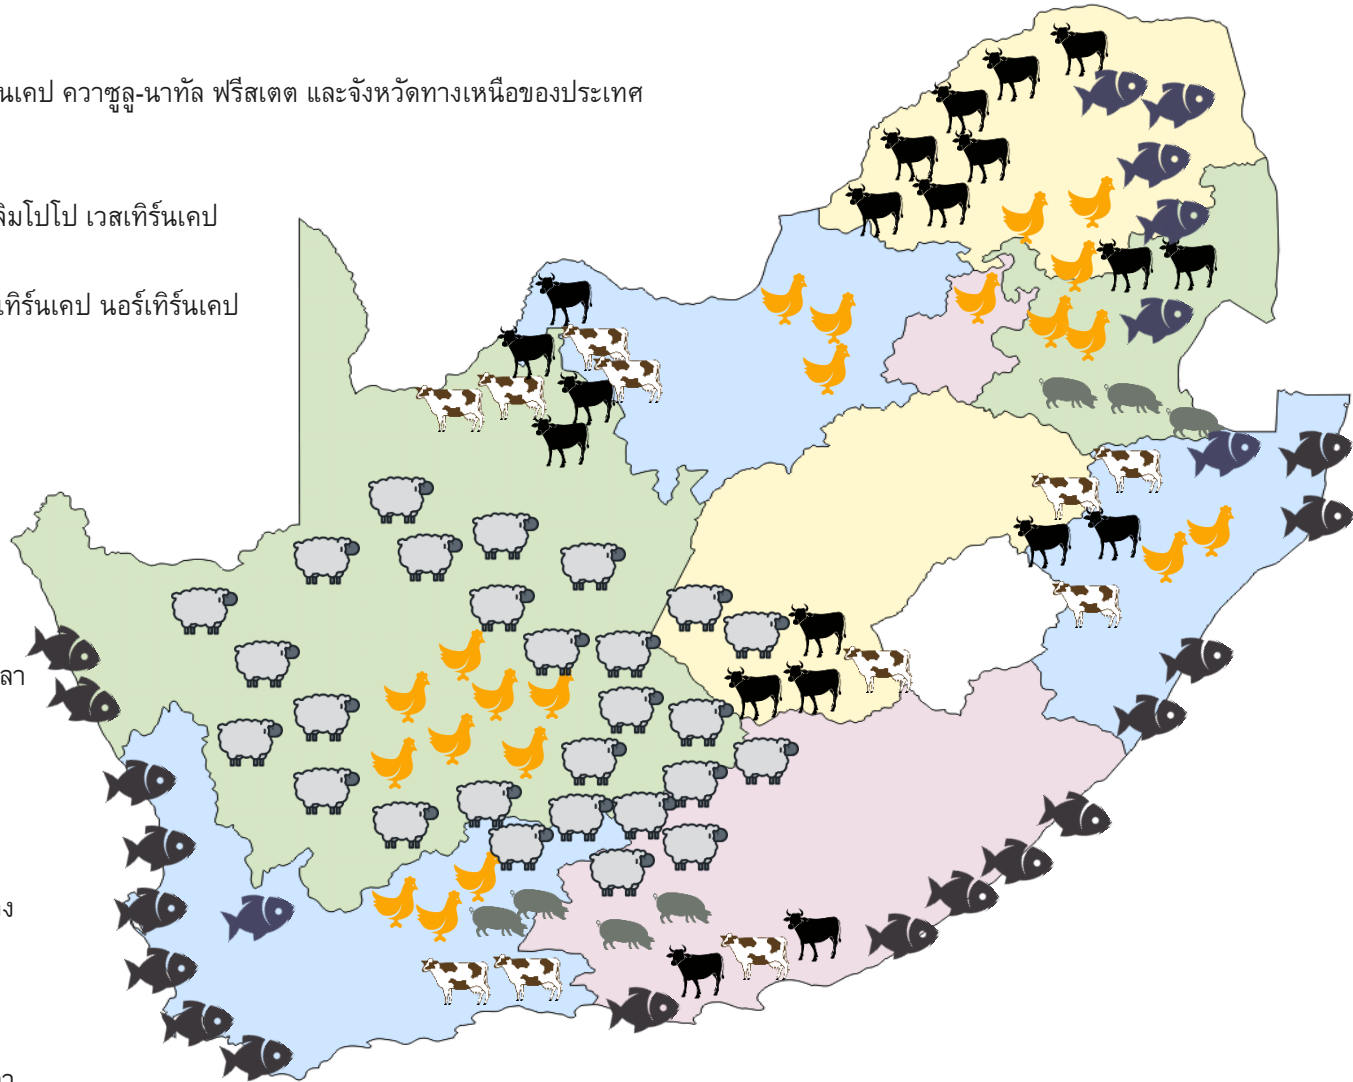 นเคป ควาซูลู-นาทัล ฟรีสเตต และจังหวัดทางเหนือของประเทศ
ลิมโปโป เวสเทิร์นเคป
เทิร์นเคป นอร์เทิร์นเคป
ลา
ง